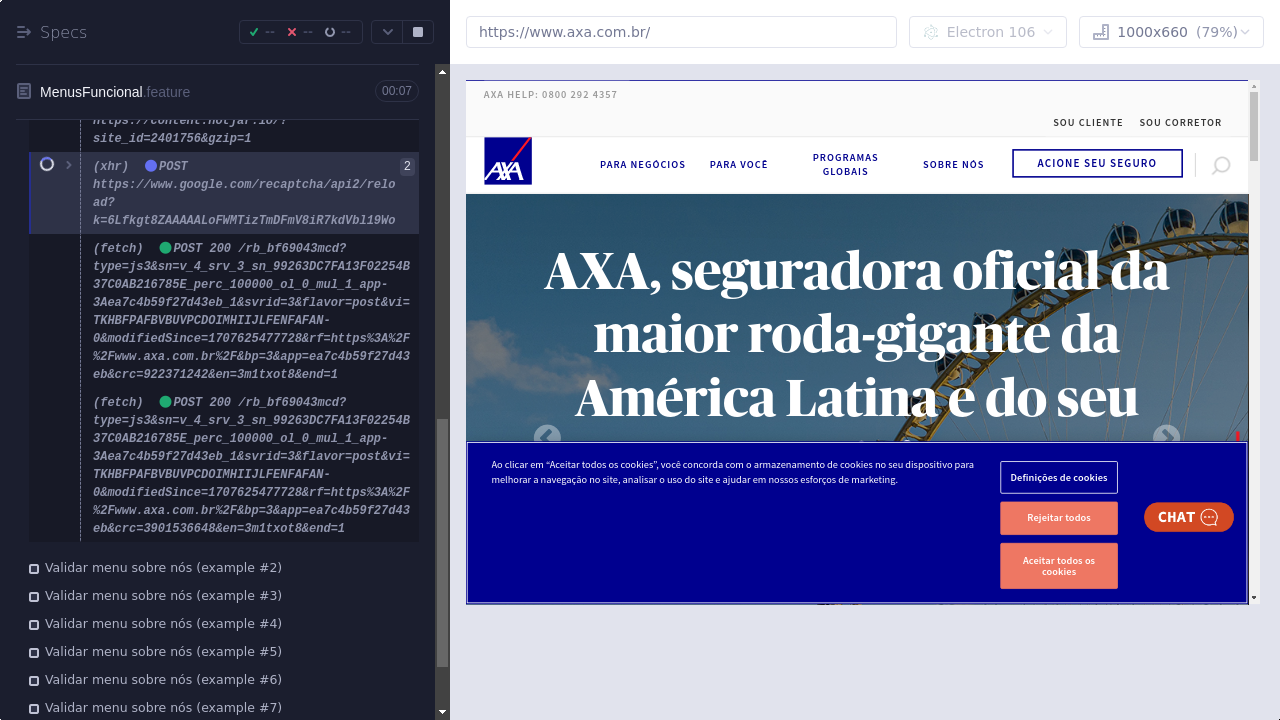 Specs
--
--
--
https://www.axa.com.br/
Electron 106
1000x660 (79%)
MenusFuncional.feature
00:07
https://content.hotjar.io/?
site_id=2401756&gzip=1
(xhr) POST
2
https://www.google.com/recaptcha/api2/relo
ad?
k=6Lfkgt8ZAAAAALoFWMTizTmDFmV8iR7kdVbl19Wo
(fetch) POST 200 /rb_bf69043mcd?
type=js3&sn=v_4_srv_3_sn_99263DC7FA13F02254B
37C0AB216785E_perc_100000_ol_0_mul_1_app-
3Aea7c4b59f27d43eb_1&svrid=3&flavor=post&vi=
TKHBFPAFBVBUVPCDOIMHIIJLFENFAFAN-
0&modifiedSince=1707625477728&rf=https%3A%2F
%2Fwww.axa.com.br%2F&bp=3&app=ea7c4b59f27d43
eb&crc=922371242&en=3m1txot8&end=1
(fetch) POST 200 /rb_bf69043mcd?
type=js3&sn=v_4_srv_3_sn_99263DC7FA13F02254B
37C0AB216785E_perc_100000_ol_0_mul_1_app-
3Aea7c4b59f27d43eb_1&svrid=3&flavor=post&vi=
TKHBFPAFBVBUVPCDOIMHIIJLFENFAFAN-
0&modifiedSince=1707625477728&rf=https%3A%2F
%2Fwww.axa.com.br%2F&bp=3&app=ea7c4b59f27d43
eb&crc=3901536648&en=3m1txot8&end=1
Validar menu sobre nós (example #2)
Validar menu sobre nós (example #3)
Validar menu sobre nós (example #4)
Validar menu sobre nós (example #5)
Validar menu sobre nós (example #6)
Validar menu sobre nós (example #7)
AXA HELP: 0800 292 4357
SOU CLIENTE
SOU CORRETOR
AXA
PARA NEGÓCIOS
PARA VOCÊ
PROGRAMAS
GLOBAIS
SOBRE NÓS
ACIONE SEU SEGURO
AXA, seguradora oficial da
maior roda-gigante da
América Latina e do seu
Ao clicar em “Aceitar todos os cookies”, você concorda com o armazenamento de cookies no seu dispositivo para
melhorar a navegação no site, analisar o uso do site e ajudar em nossos esforços de marketing.
Definições de cookies
Rejeitar todos
Aceitar todos os
cookies
CHAT